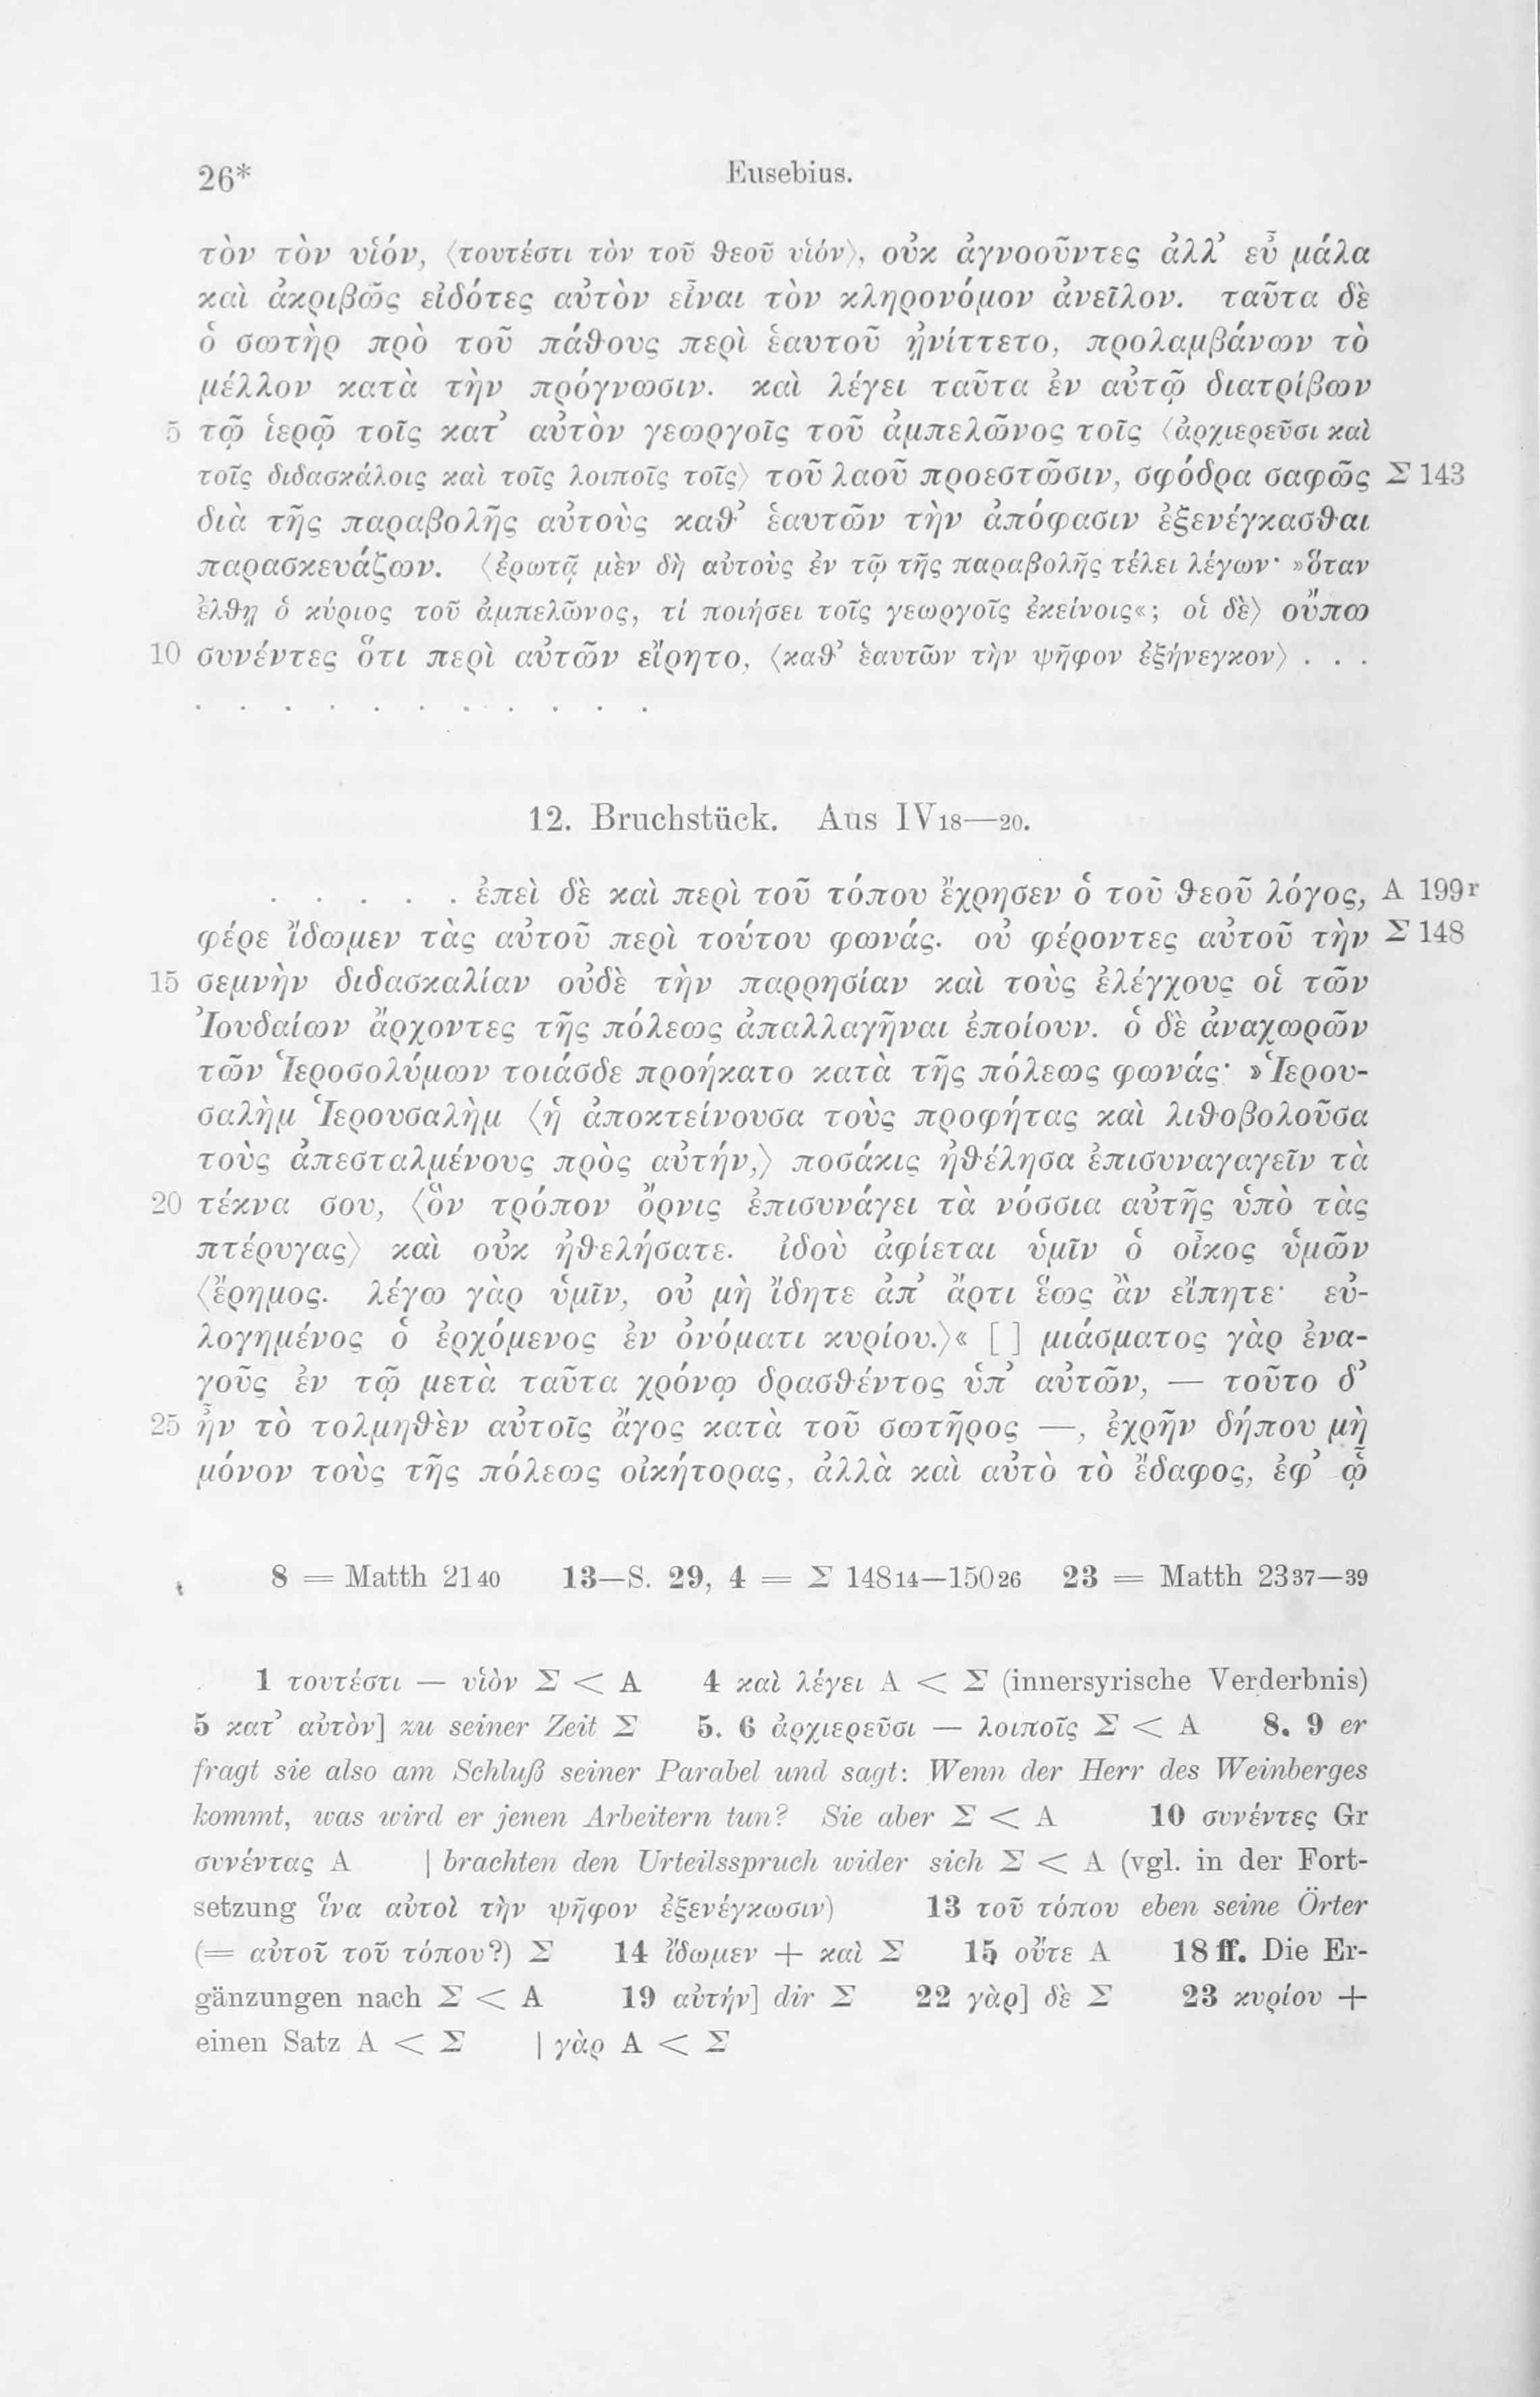 26* Eusebius.
τὸν τὸν υἱόν, ⟨τουτέστι τὸν τοῦ θεοῦ υἱόν⟩, οὐκ ἀγνοοῦντες ἀλλ’ εὖ μάλα
καὶ ἀκριβῶς εἰδότες αὐτὸν εἶναι τὸν κληρονόμον ἀνεῖλον. ταῦτα δὲ
ὁ σωτὴρ πρὸ τοῦ πάθους περὶ ἑαυτοῦ ᾐνίττετο, προλαμβάνων τὸ
μέλλον κατὰ τὴν πρόγνωσιν. καὶ λέγει ταῦτα ἐν αὐτῷ διατρίβων
5 τῷ ἱερῷ τοῖς κατ’ αὐτὸν γεωργοῖς τοῦ ἀμπελῶνος τοῖς ⟨ἀρχιερεῦσι καὶ
τοῖς διδασκάλοις καὶ τοῖς λοιποῖς τοῖς⟩ τοῦ λαοῦ προεστῶσιν, σφόδρα σαφῶς Σ 143
διὰ τῆς παραβολῆς αὐτοὺς καθ’ ἑαυτῶν τὴν ἀπόφασιν ἐξενέγκασθαι
παρασκευάζων. ⟨ἐρωτᾷ μὲν δὴ αὐτοὺς ἐν τῷ τῆς παραβολῆς τέλει λέγων· »ὅταν
ἔλθῃ ὁ κύριος τοῦ ἀμπελῶνος, τί ποιήσει τοῖς γεωργοῖς ἐκείνοις«; οἱ δὲ⟩ οὔπω
10 συνέντες ὅτι περὶ αὐτῶν εἴρητο, ⟨καθ’ ἑαυτῶν τὴν ψῆφον ἐξήνεγκον⟩ . . .
. . . . . . . . . . .
12. Bruchstück. Aus IV 18—20.
. . . . . ἐπεὶ δὲ καὶ περὶ τοῦ τόπου ἔχρησεν ὁ τοῦ θεοῦ λόγος, A 199r
φέρε ἴδωμεν τὰς αὐτοῦ περὶ τούτου φωνάς. οὐ φέροντες αὐτοῦ τὴν Σ 148
15 σεμνὴν διδασκαλίαν οὐδὲ τὴν παρρησίαν καὶ τοὺς ἐλέγχους οἱ τῶν
Ἰουδαίων ἄρχοντες τῆς πόλεως ἀπαλλαγῆναι ἐποίουν. ὁ δὲ ἀναχωρῶν
τῶν Ἱεροσολύμων τοιάσδε προήκατο κατὰ τῆς πόλεως φωνάς· »Ἱερου-
σαλὴμ Ἱερουσαλὴμ ⟨ἡ ἀποκτείνουσα τοὺς προφήτας καὶ λιθοβολοῦσα
τοὺς ἀπεσταλμένους πρὸς αὐτήν,⟩ ποσάκις ἠθέλησα ἐπισυναγαγεῖν τὰ
20 τέκνα σου, ⟨ὃν τρόπον ὄρνις ἐπισυνάγει τὰ νόσσια αὐτῆς ὑπὸ τὰς
πτέρυγας⟩ καὶ οὐκ ἠθελήσατε. ἰδοὺ ἀφίεται ὑμῖν ὁ οἶκος ὑμῶν
⟨ἔρημος. λέγω γὰρ ὑμῖν, οὐ μὴ ἴδητε ἀπ’ ἄρτι ἕως ἂν εἴπητε· εὐ-
λογημένος ὁ ἐρχόμενος ἐν ὀνόματι κυρίου.⟩« [ ] μιάσματος γὰρ ἐνα-
γοῦς ἐν τῷ μετὰ ταῦτα χρόνῳ δρασθέντος ὑπ’ αὐτῶν, — τοῦτο δ’
25 ἦν τὸ τολμηθὲν αὐτοῖς ἄγος κατὰ τοῦ σωτῆρος —, ἐχρῆν δήπου μὴ
μόνον τοὺς τῆς πόλεως οἰκήτορας, ἀλλὰ καὶ αὐτὸ τὸ ἔδαφος, ἐφ’ ᾧ
8 = Matth 21 40 13—S. 29, 4 = Σ 148 14—150 26 23 = Matth 23 37—39
1 τουτέστι — υἱὸν Σ < A 4 καὶ λέγει A < Σ (innersyrische Verderbnis)
5 κατ’ αὐτὸν] zu seiner Zeit Σ 5. 6 ἀρχιερεῦσι — λοιποῖς Σ < A 8. 9 er
fragt sie also am Schluß seiner Parabel und sagt: Wenn der Herr des Weinberges
kommt, was wird er jenen Arbeitern tun? Sie aber Σ < A 10 συνέντες Gr
συνέντας A | brachten den Urteilsspruch wider sich Σ < A (vgl. in der Fort-
setzung ἵνα αὐτοὶ τὴν ψῆφον ἐξενέγκωσιν) 13 τοῦ τόπου eben seine Örter
(= αὐτοῦ τοῦ τόπου?) Σ 14 ἴδωμεν + καὶ Σ 15 οὔτε A 18 ff. Die Er-
gänzungen nach Σ < A 19 αὐτήν] dir Σ 22 γὰρ] δὲ Σ 23 κυρίου +
einen Satz A < Σ | γὰρ A < Σ